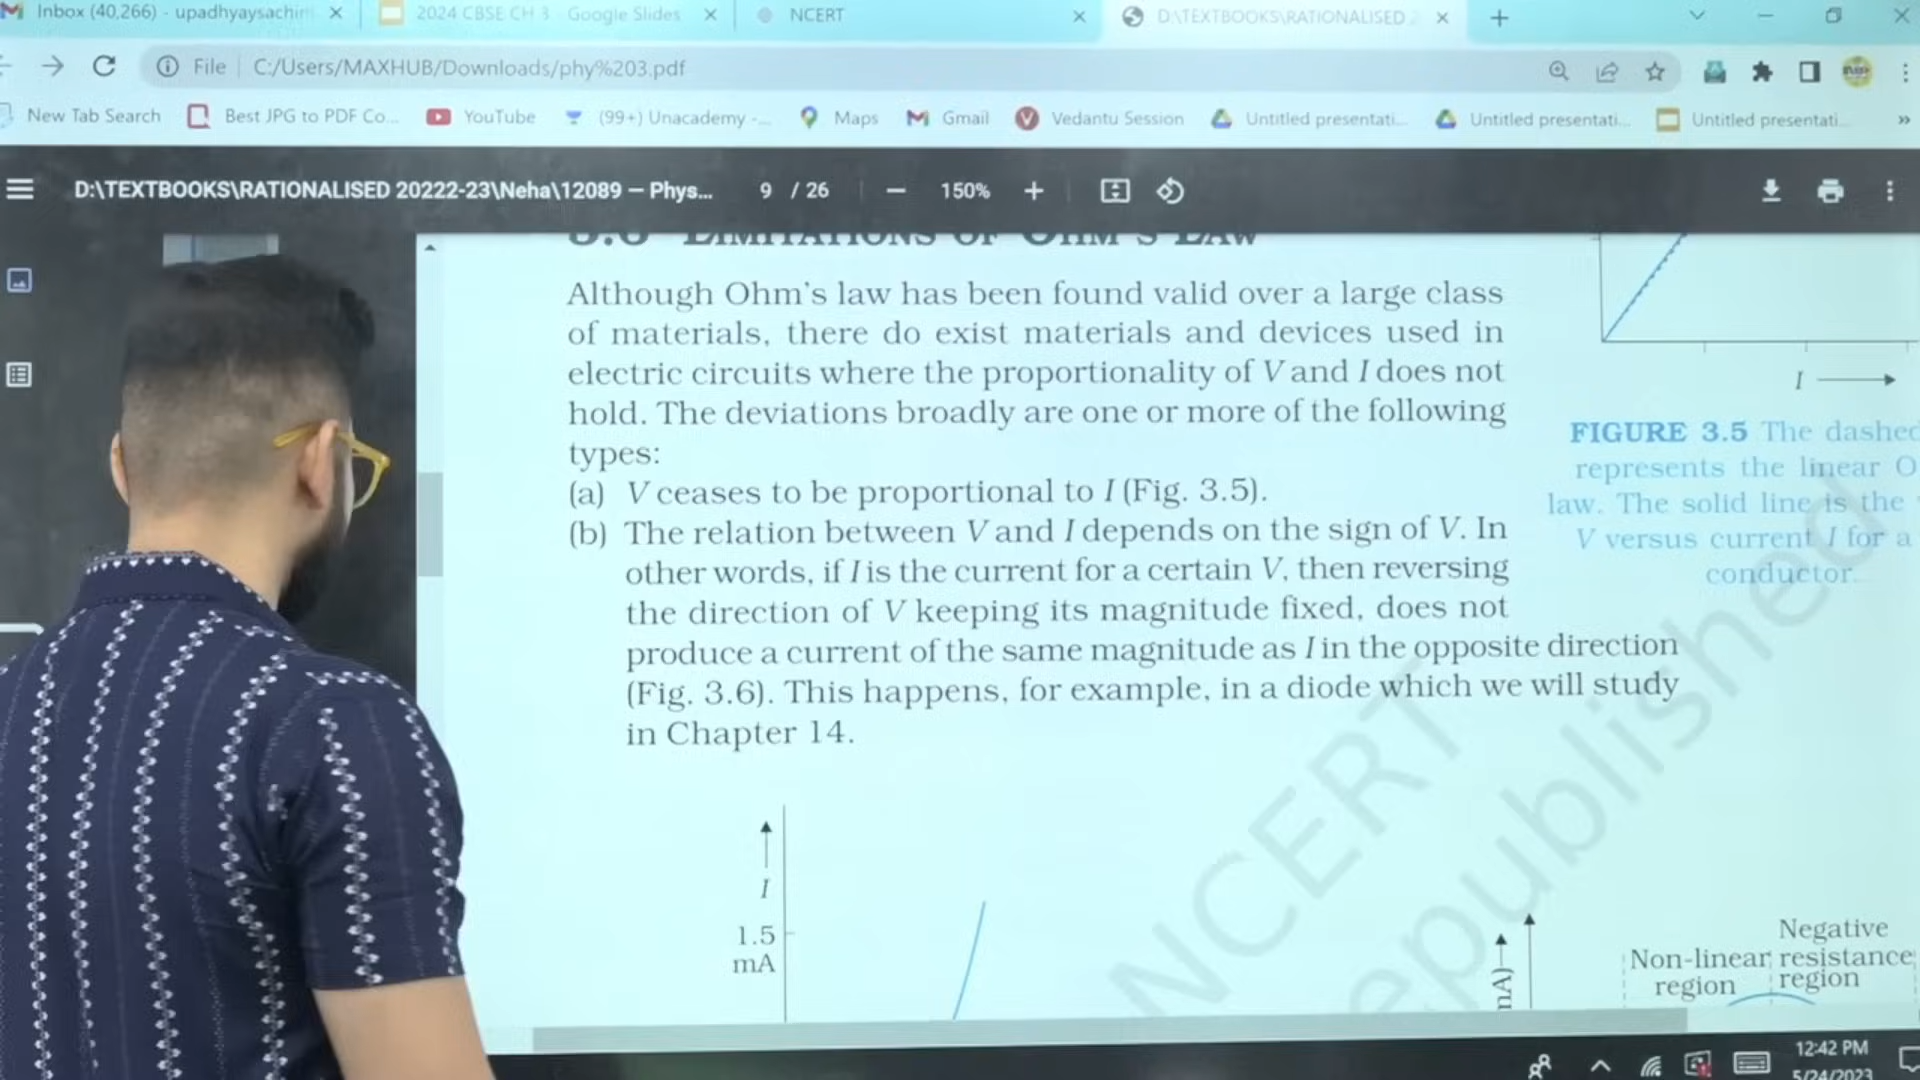 Inbox (40,266) - upadhyaysachin
2024 CBSE CH 3 - Google Slides
NCERT
D:\TEXTBOOKS\RATIONALISED 2
File
C:/Users/MAXHUB/Downloads/phy%203.pdf
New Tab Search
Best JPG to PDF Co...
YouTube
(99+) Unacademy -...
Maps
Gmail
Vedantu Session
Untitled presentati...
Untitled presentati...
Untitled presentati...
D:\TEXTBOOKS\RATIONALISED 20222-23\Neha\12089 — Phys...
9 / 26
150%
LIMITATIONS OF OHM'S LAW
Although Ohm's law has been found valid over a large class
of materials, there do exist materials and devices used in
electric circuits where the proportionality of V and I does not
hold. The deviations broadly are one or more of the following
types:
(a) V ceases to be proportional to I (Fig. 3.5).
(b) The relation between V and I depends on the sign of V. In
other words, if I is the current for a certain V, then reversing
the direction of V keeping its magnitude fixed, does not
produce a current of the same magnitude as I in the opposite direction
(Fig. 3.6). This happens, for example, in a diode which we will study
in Chapter 14.
I
FIGURE 3.5 The dashed
represents the linear O
law. The solid line is the
V versus current I for a
conductor.
I
1.5
mA
Non-linear
region
Negative
resistance
region
NCERT
republished
12:42 PM
5/24/2023